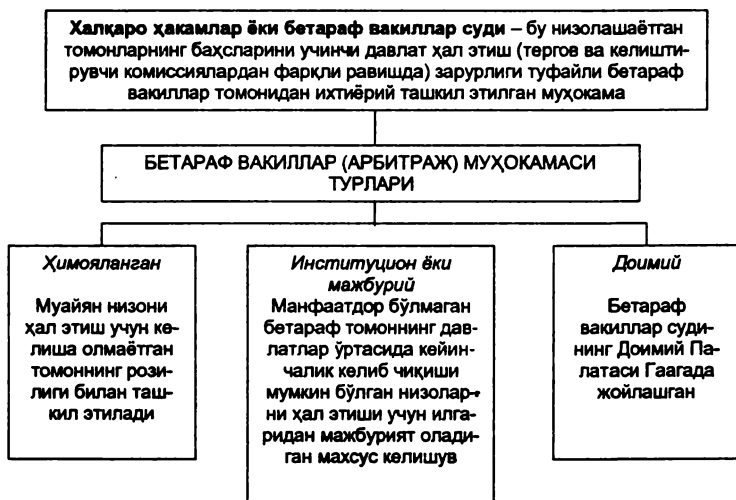 Халқаро ҳакамлар ёки бетараф вакиллар суди – бу низолашаётган
томонларнинг баҳсларини учинчи давлат ҳал этиш (тергов ва келишти-
рувчи комиссиялардан фарқли равишда) зарурлиги туфайли бетараф
вакиллар томонидан ихтиёрий ташкил этилган муҳокама
БЕТАРАФ ВАКИЛЛАР (АРБИТРАЖ) МУҲОКАМАСИ
ТУРЛАРИ
Ҳимояланган
Муайян низони
ҳал этиш учун ке-
лиша олмаётган
томоннинг рози-
лиги билан таш-
кил этилади
Институцион ёки
мажбурий
Манфаатдор бўлмаган
бетараф томоннинг дав-
латлар ўртасида кейин-
чалик келиб чиқиши
мумкин бўлган низолар-
ни ҳал этиши учун илга-
ридан мажбурият олади-
ган махсус келишув
Доимий
Бетараф
вакиллар суди-
нинг Доимий Па-
латаси Гаагада
жойлашган